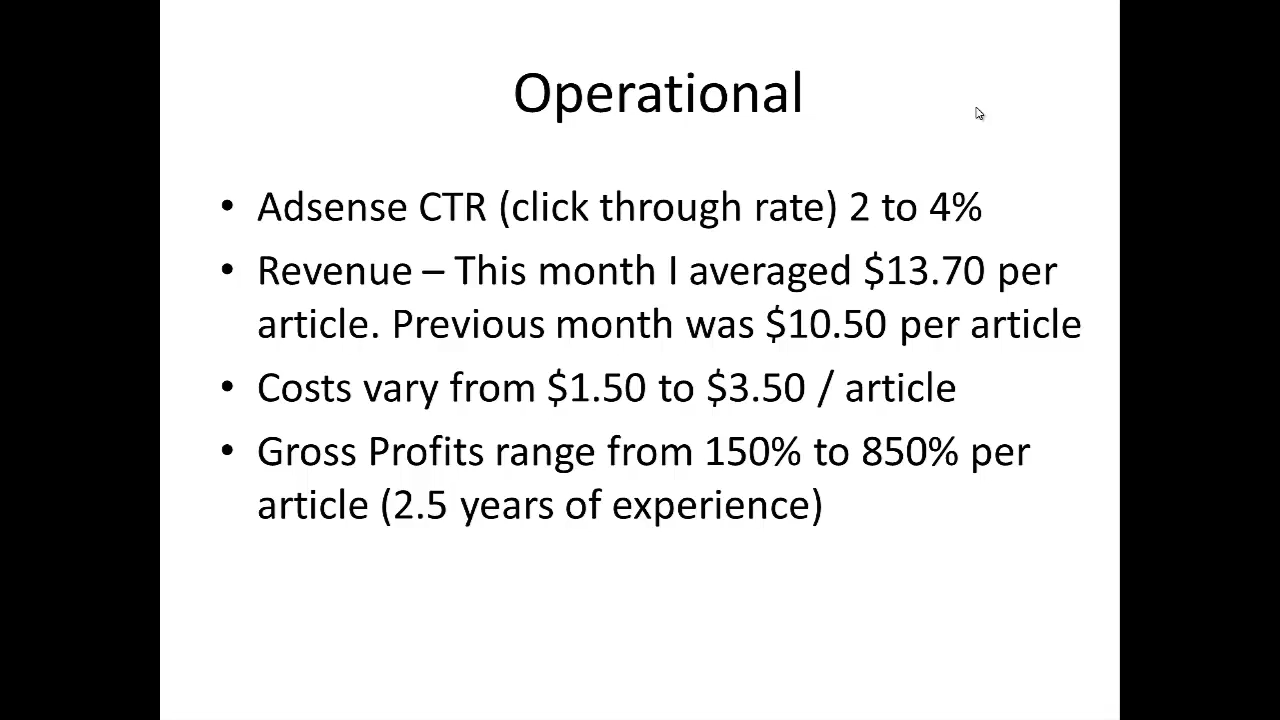 Operational
• Adsense CTR (click through rate) 2 to 4%
• Revenue – This month I averaged $13.70 per
article. Previous month was $10.50 per article
• Costs vary from $1.50 to $3.50 / article
• Gross Profits range from 150% to 850% per
article (2.5 years of experience)